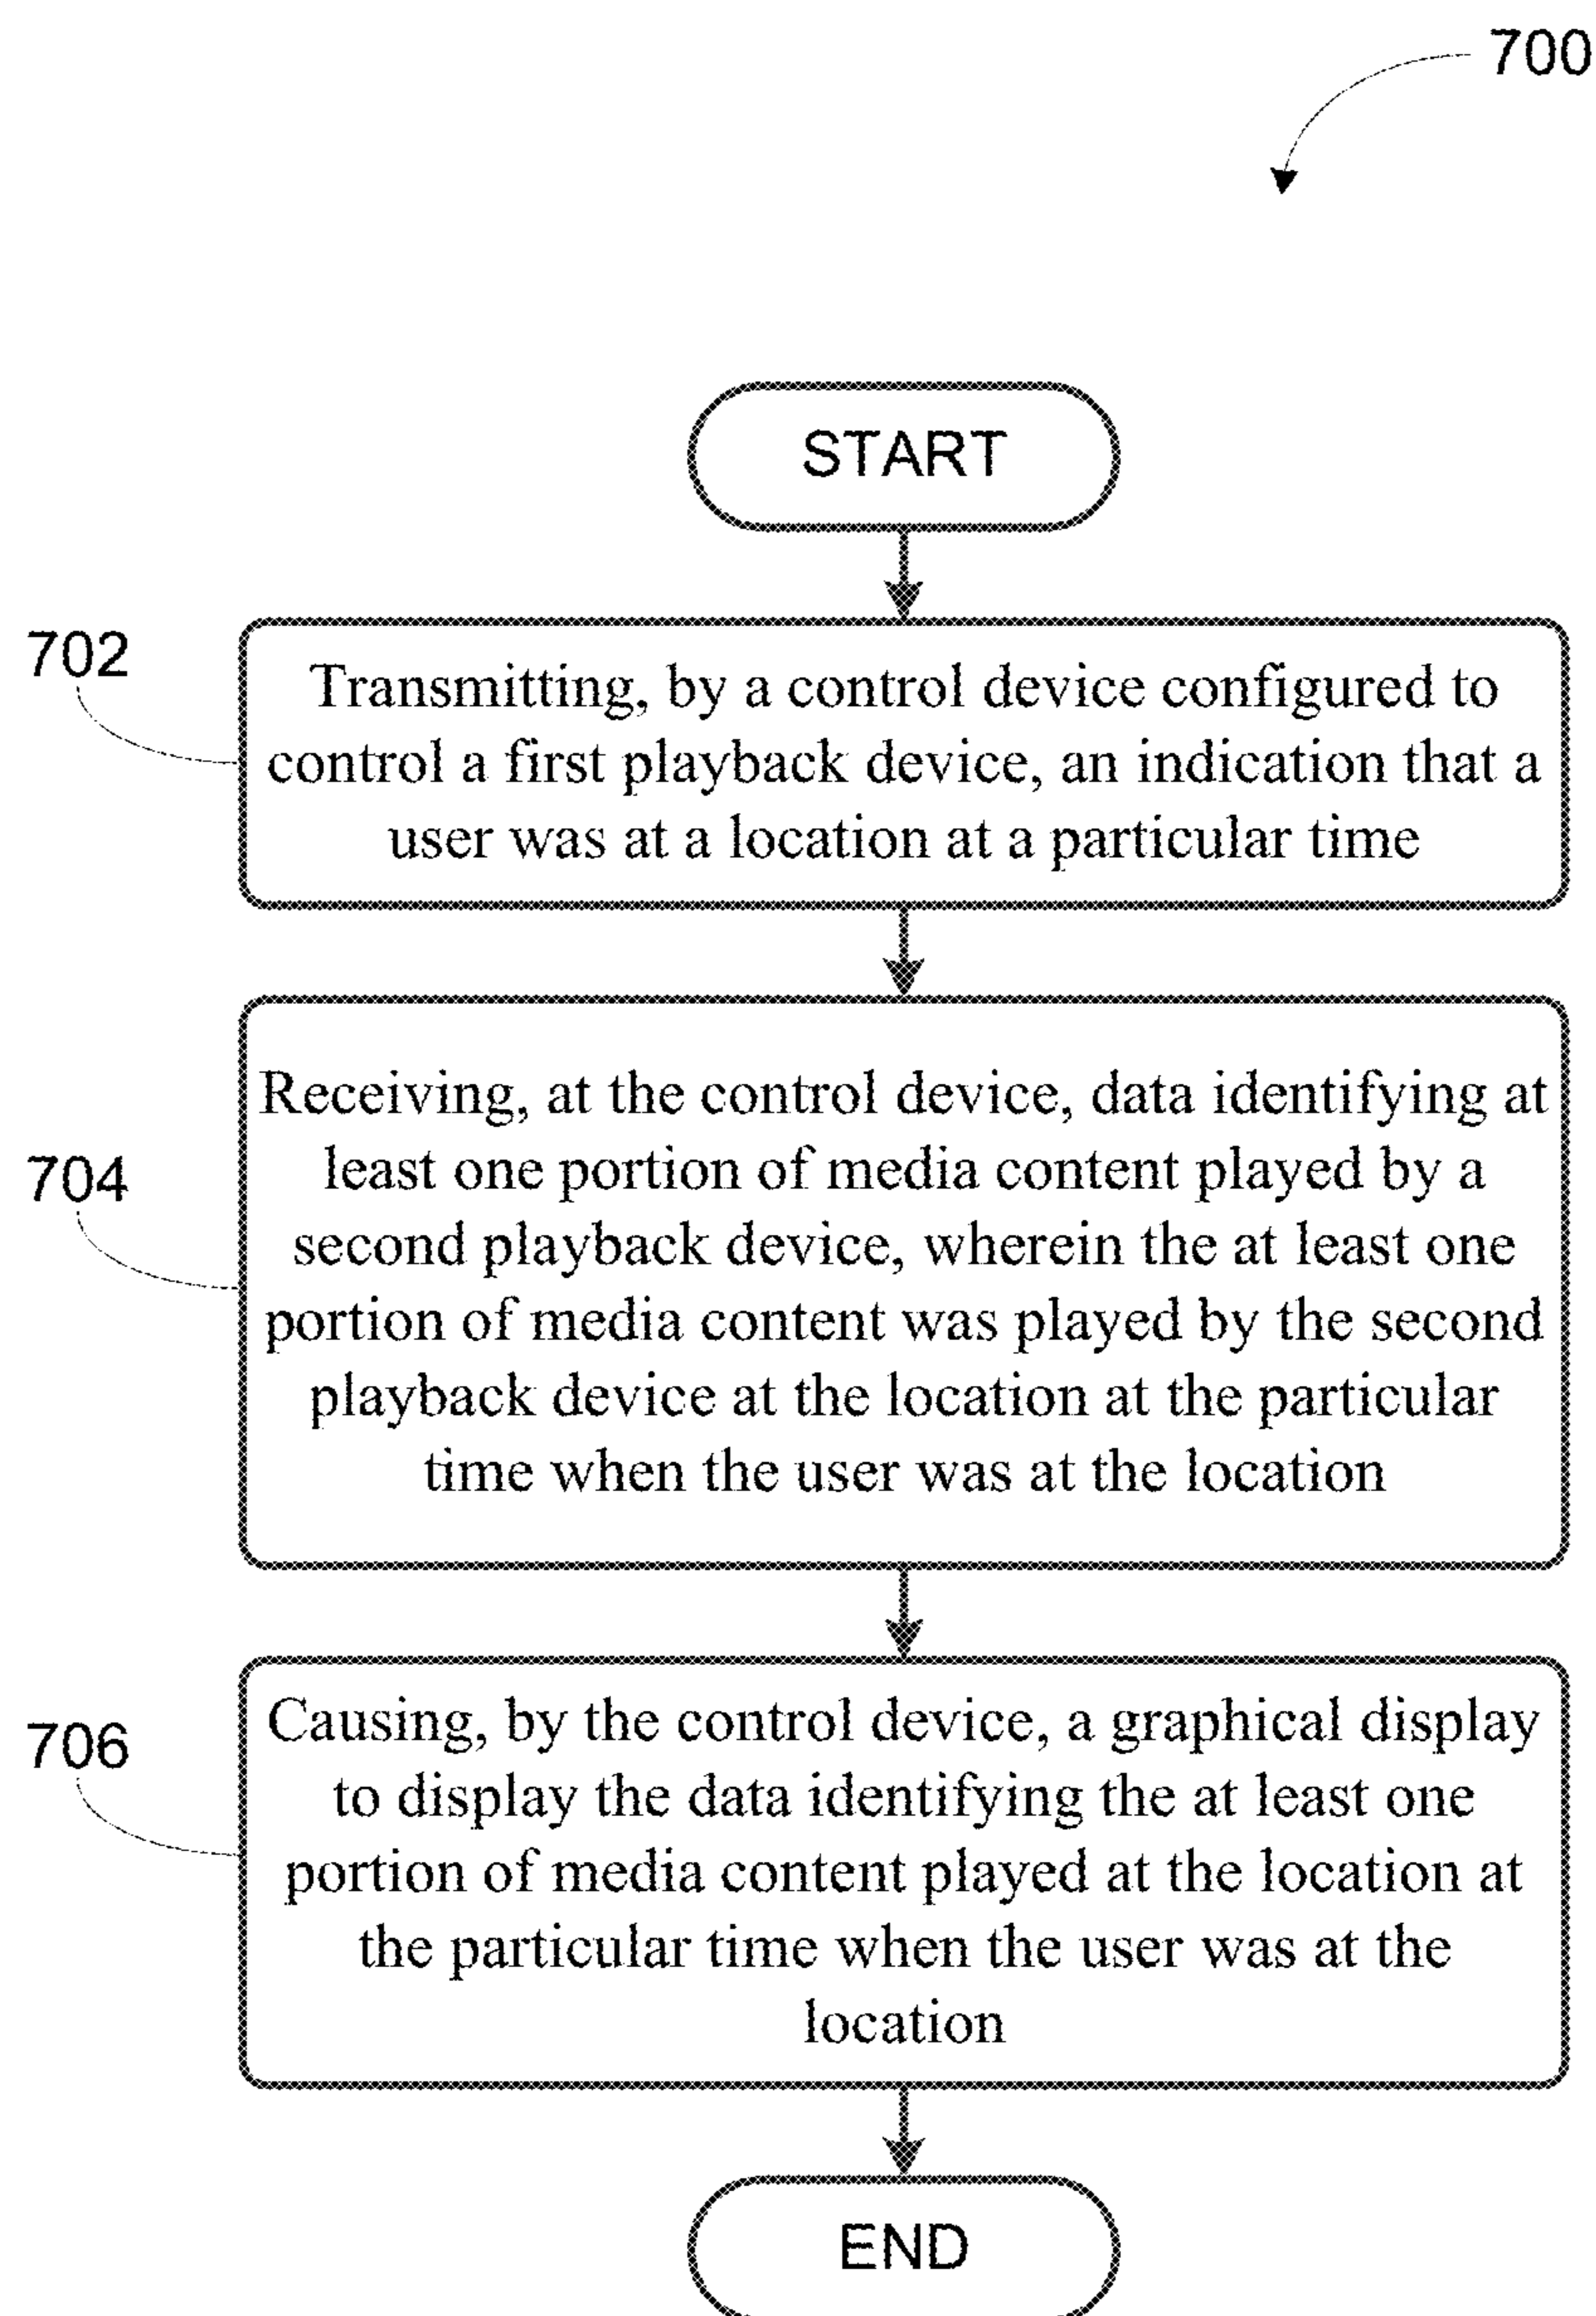 700
START
702
Transmitting, by a control device configured to
control a first playback device, an indication that a
user was at a location at a particular time
704
Receiving, at the control device, data identifying at
least one portion of media content played by a
second playback device, wherein the at least one
portion of media content was played by the second
playback device at the location at the particular
time when the user was at the location
706
Causing, by the control device, a graphical display
to display the data identifying the at least one
portion of media content played at the location at
the particular time when the user was at the
location
END